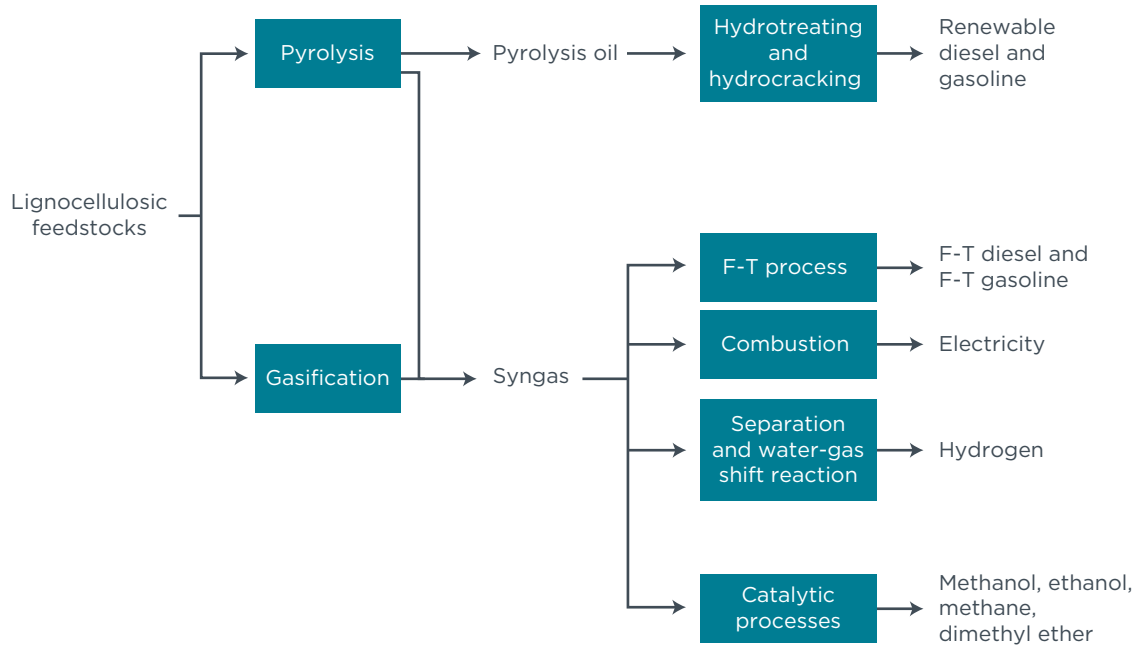 Lignocellulosic
feedstocks
Pyrolysis
Pyrolysis oil
Hydrotreating
and
hydrocracking
Renewable
diesel and
gasoline
Gasification
Syngas
F-T process
F-T diesel and
F-T gasoline
Combustion
Electricity
Separation
and water-gas
shift reaction
Hydrogen
Catalytic
processes
Methanol, ethanol,
methane,
dimethyl ether